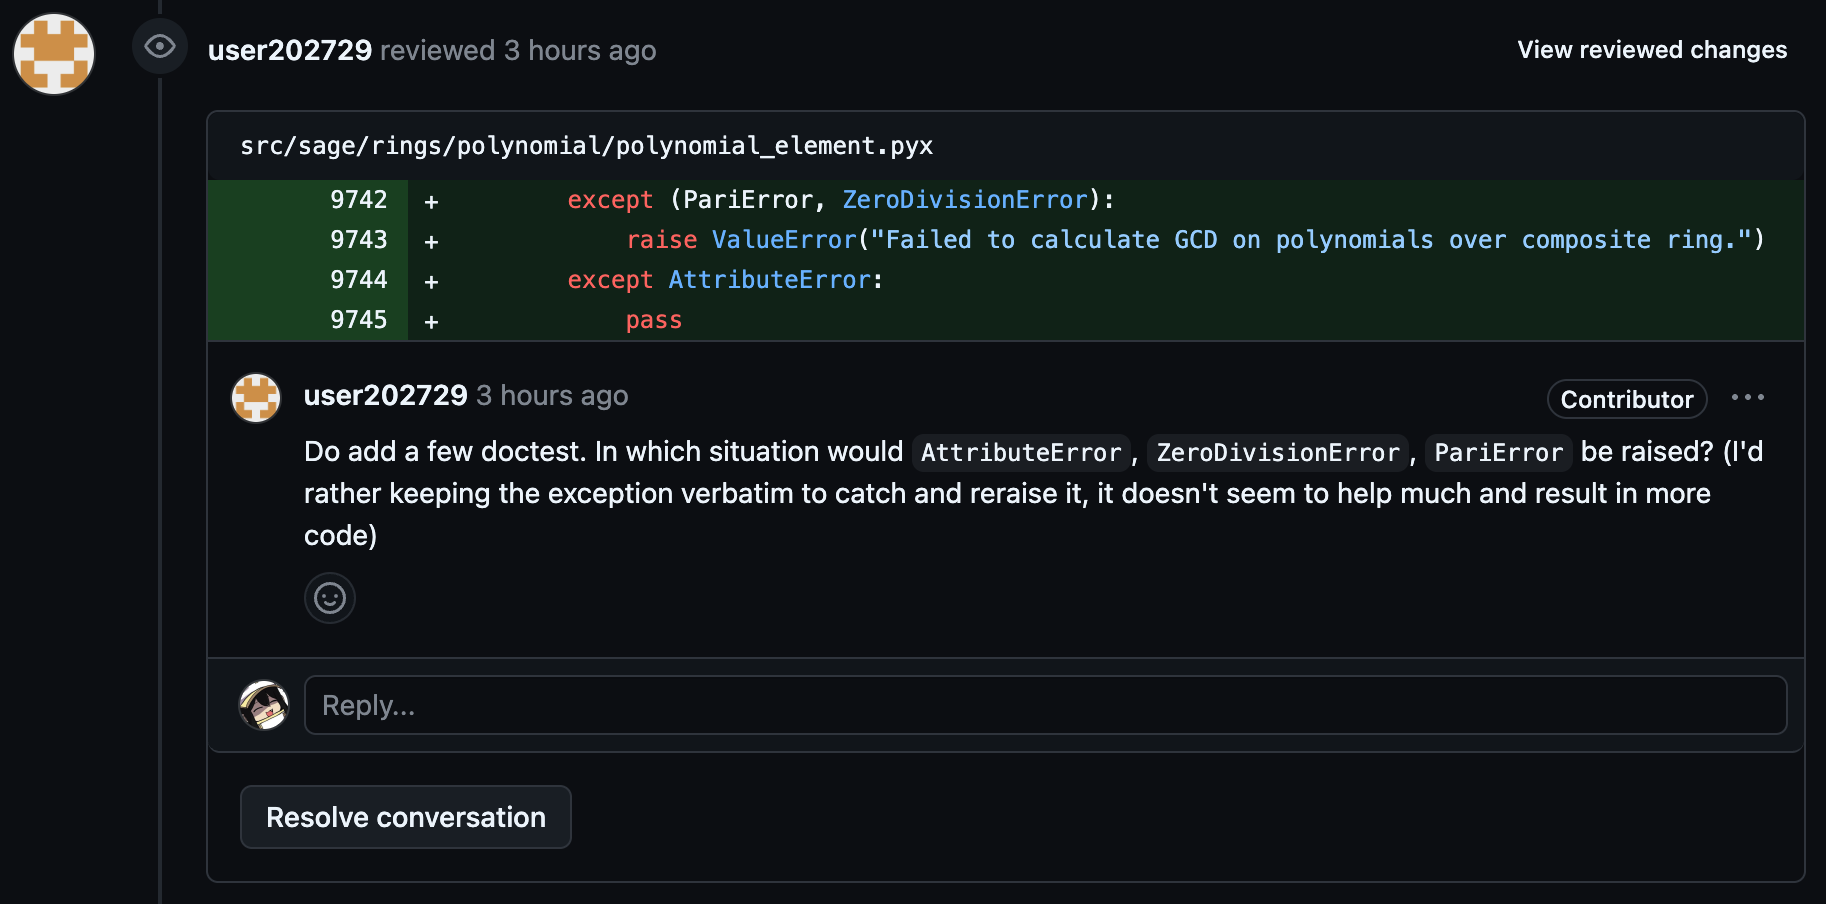 user202729 reviewed 3 hours ago
View reviewed changes
src/sage/rings/polynomial/polynomial_element.pyx
9742 + except (PariError, ZeroDivisionError):
9743 + raise ValueError("Failed to calculate GCD on polynomials over composite ring.")
9744 + except AttributeError:
9745 + pass
user202729 3 hours ago
Contributor
Do add a few doctest. In which situation would AttributeError, ZeroDivisionError, PariError be raised? (I'd
rather keeping the exception verbatim to catch and reraise it, it doesn't seem to help much and result in more
code)
Reply...
Resolve conversation